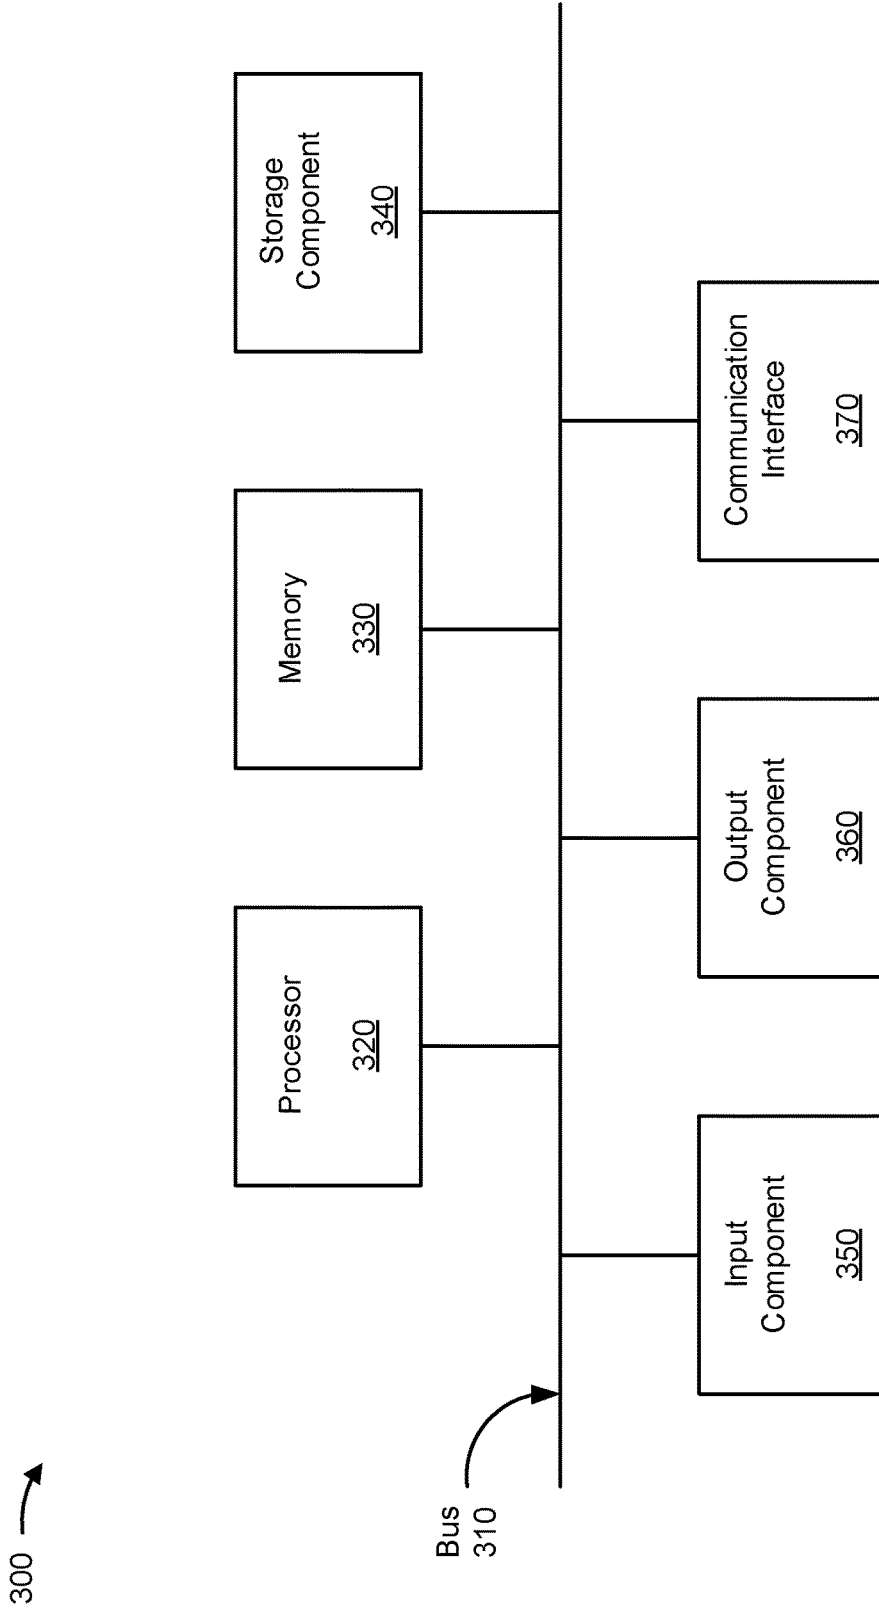 300
Bus
310
Processor
320
Memory
330
Storage
Component
340
Input
Component
350
Output
Component
360
Communication
Interface
370